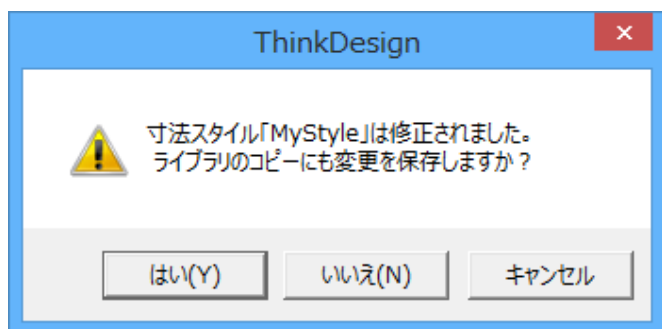 ThinkDesign
寸法スタイル「MyStyle」は修正されました。
ライブラリのコピーにも変更を保存しますか？
はい(Y)
いいえ(N)
キャンセル